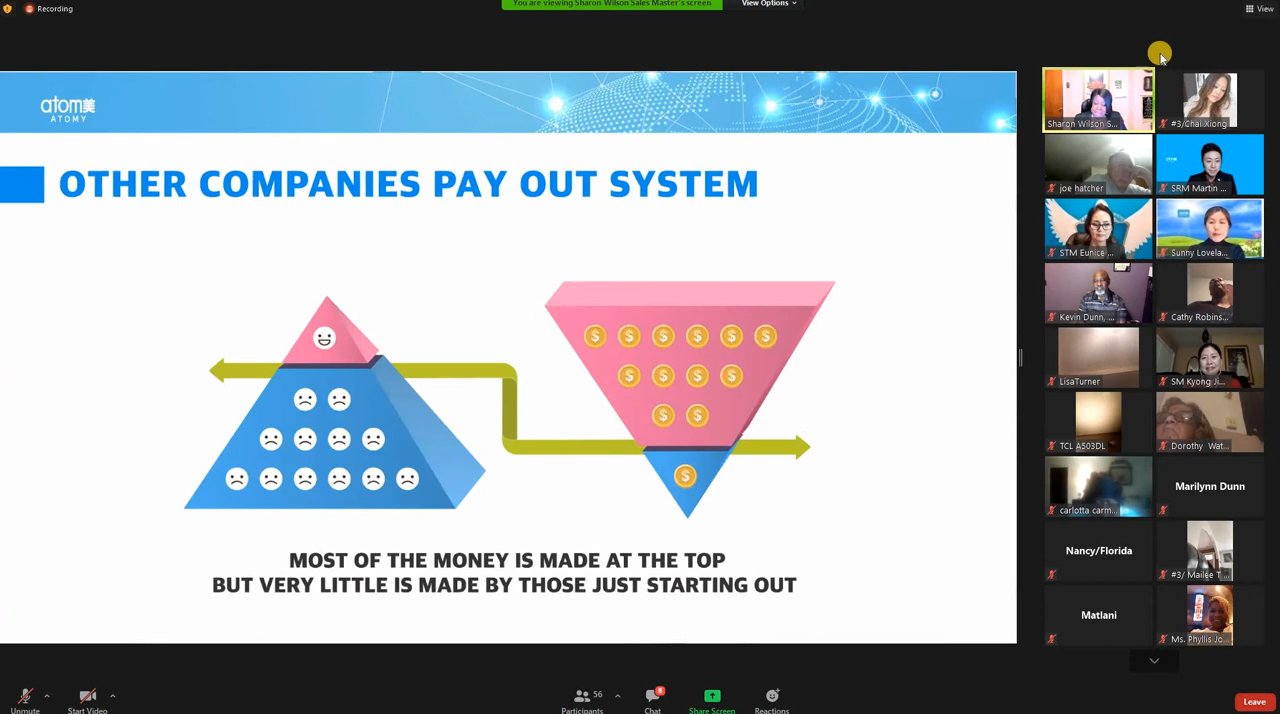 Recording
You are viewing Sharon Wilson Sales Master's screen
View Options
View
atom美
ATOMY
OTHER COMPANIES PAY OUT SYSTEM
$ $ $ $ $ $
$ $ $ $
$ $
$
MOST OF THE MONEY IS MADE AT THE TOP
BUT VERY LITTLE IS MADE BY THOSE JUST STARTING OUT
Sharon Wilson S...
#3/Chai Xiong
joe hatcher
SRM Martin ...
STM Eunice ...
Sunny Lovela...
Kevin Dunn, ...
Cathy Robins...
LisaTurner
SM Kyong Ji...
TCL A503DL
Dorothy Wat...
carlotta carm...
Marilynn Dunn
Nancy/Florida
#3/ Mailee T ...
Matlani
Ms. Phyllis Jo...
Unmute
Start Video
56
Participants
8
Chat
Share Screen
Reactions
Leave